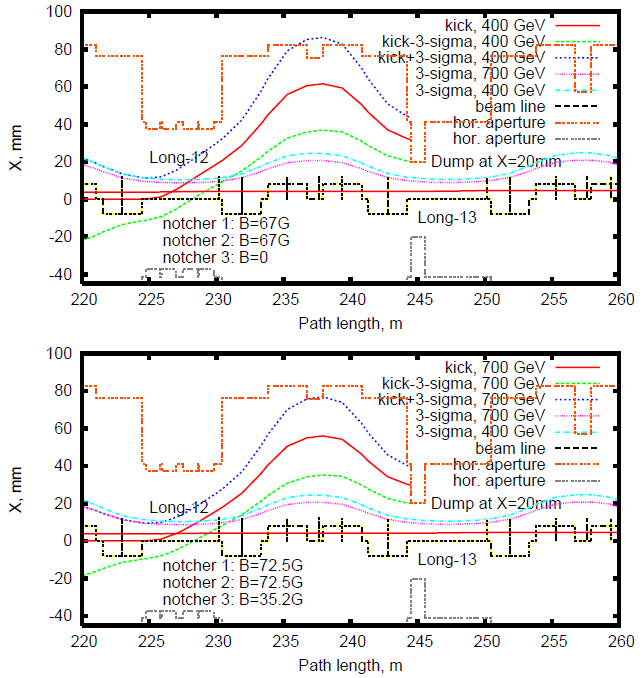 100
80
60
40
20
0
-20
-40
X, mm
kick, 400 GeV
kick-3-sigma, 400 GeV
kick+3-sigma, 400 GeV
3-sigma, 700 GeV
3-sigma, 400 GeV
beam line
hor. aperture
hor. aperture
Long-12
Dump at X=20mm
Long-13
notcher 1: B=67G
notcher 2: B=67G
notcher 3: B=0
220 225 230 235 240 245 250 255 260
Path length, m
100
80
60
40
20
0
-20
-40
X, mm
kick, 700 GeV
kick-3-sigma, 700 GeV
kick+3-sigma, 700 GeV
3-sigma, 700 GeV
3-sigma, 400 GeV
beam line
hor. aperture
hor. aperture
Long-12
Dump at X=20mm
Long-13
notcher 1: B=72.5G
notcher 2: B=72.5G
notcher 3: B=35.2G
220 225 230 235 240 245 250 255 260
Path length, m